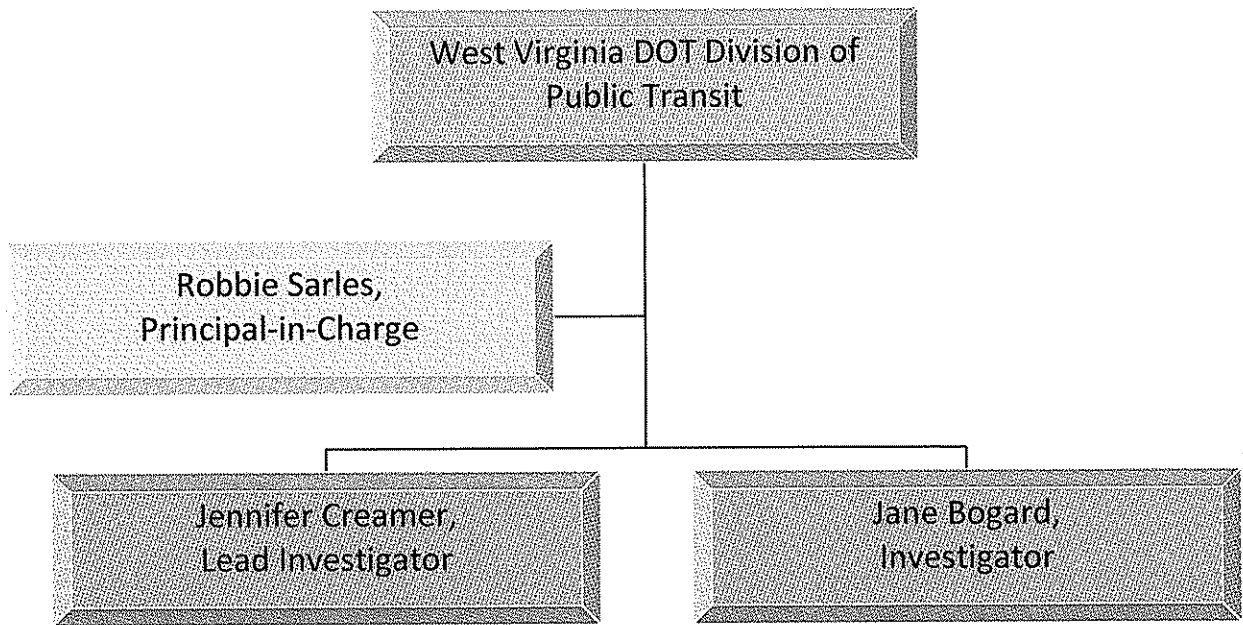 West Virginia DOT Division of
Public Transit
Robbie Sarles,
Principal-in-Charge
Jennifer Creamer,
Lead Investigator
Jane Bogard,
Investigator